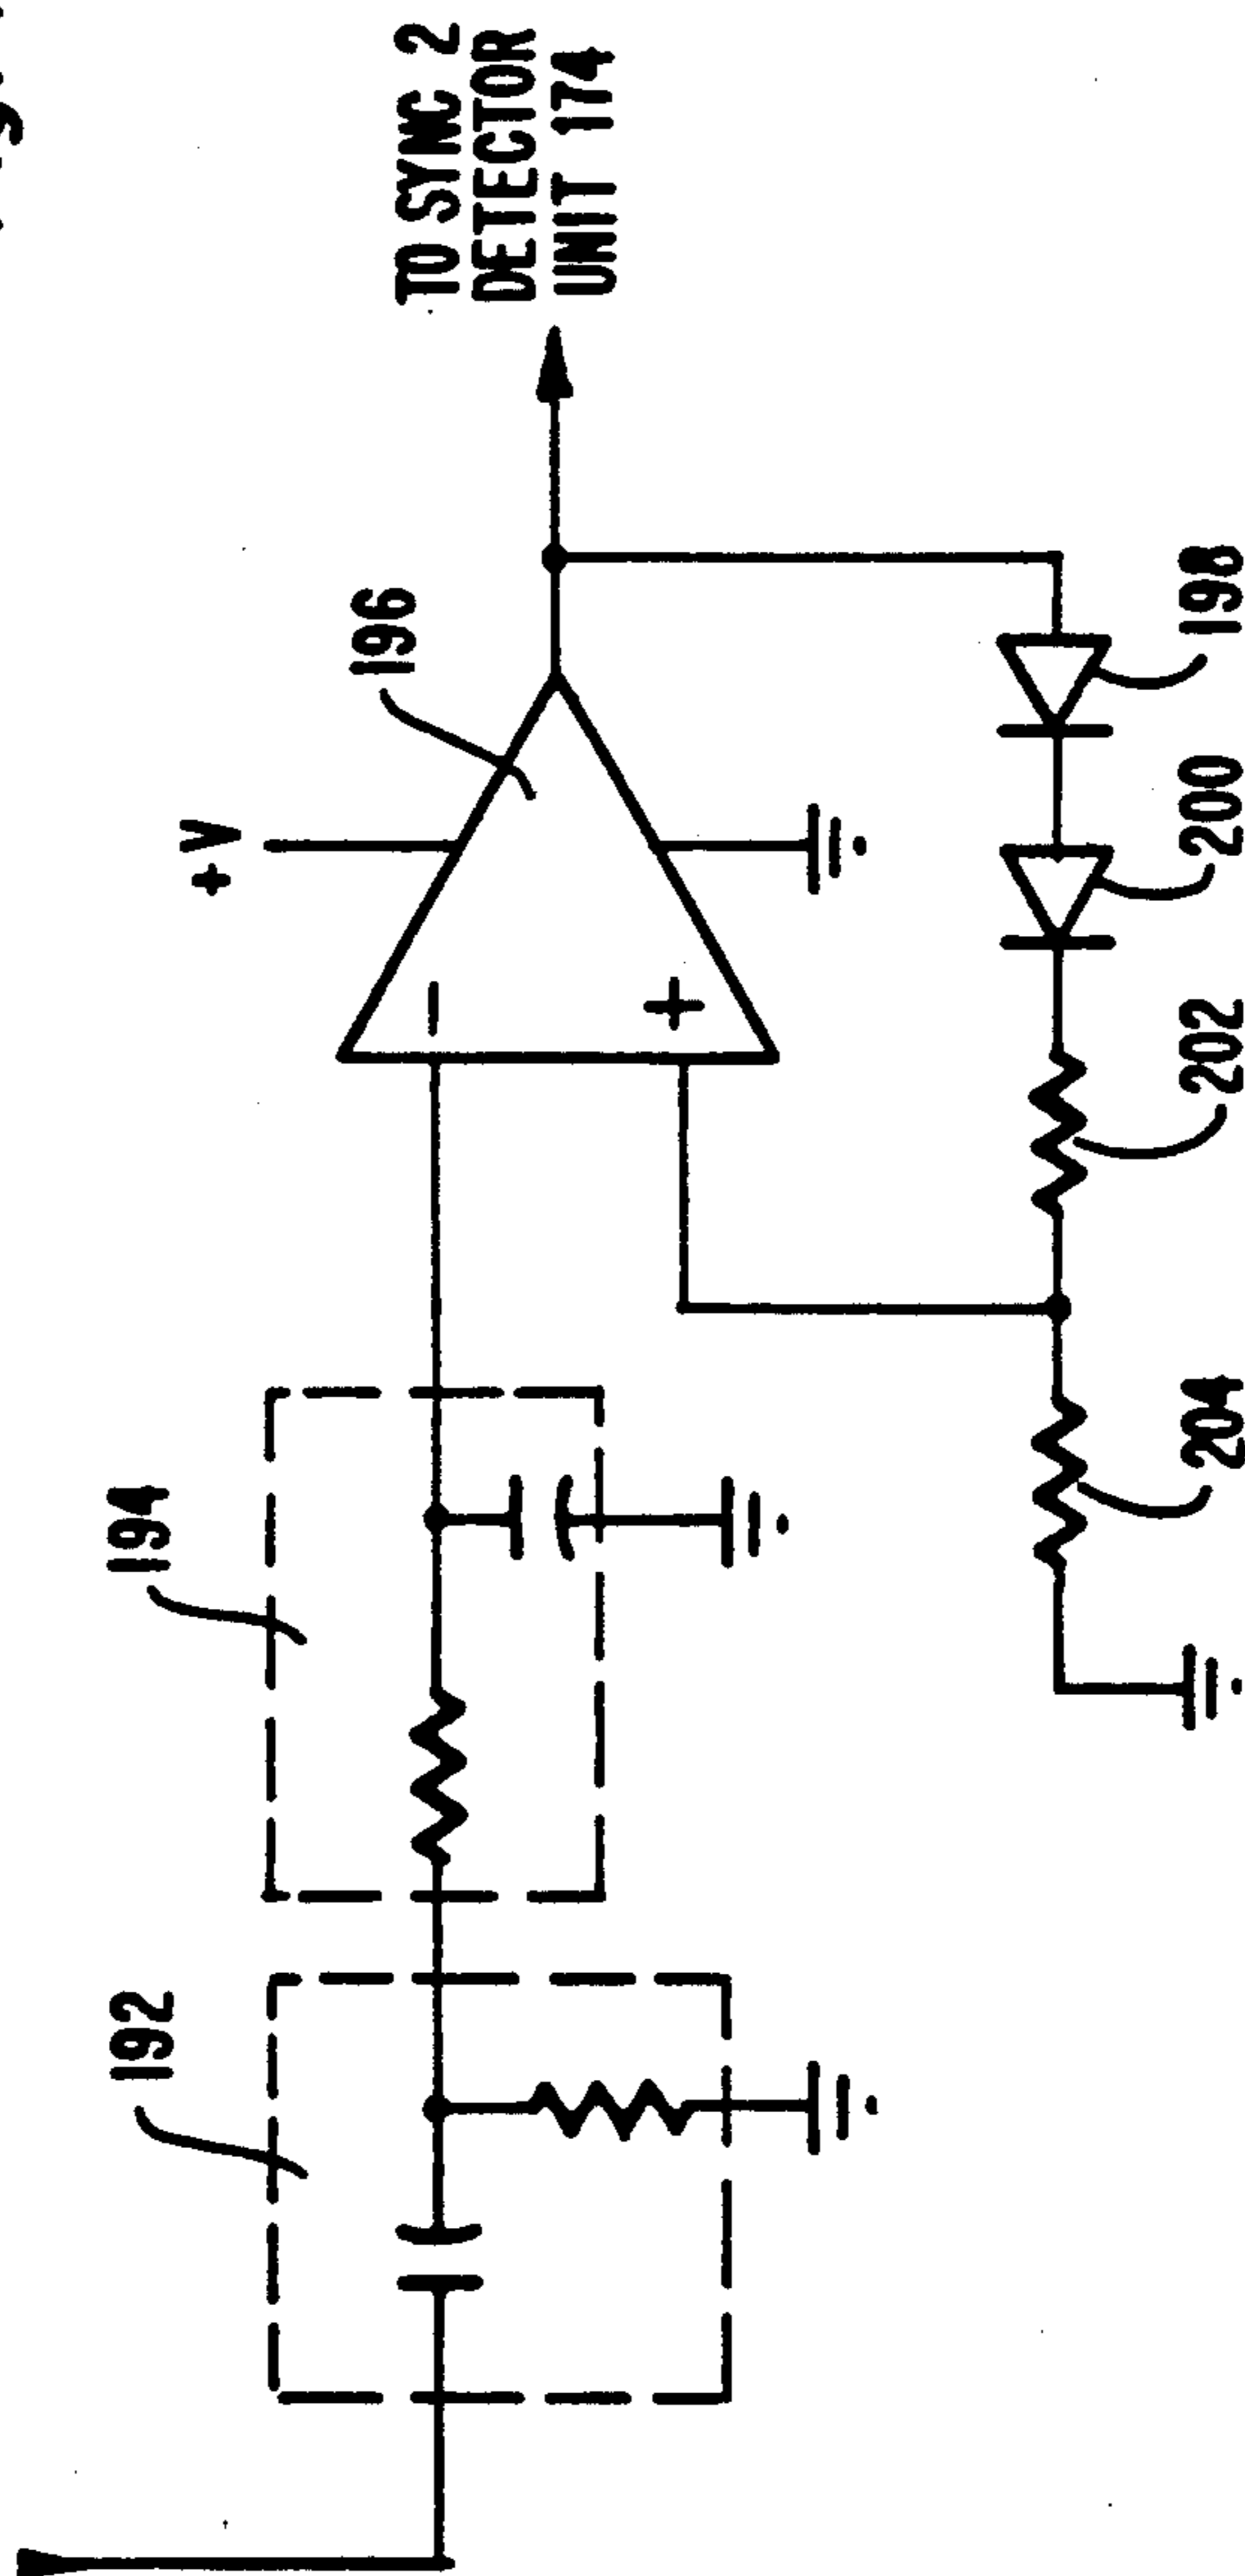 TO SYNC 2
DETECTOR
UNIT 174
+V
196
-
+
194
192
198
200
202
204